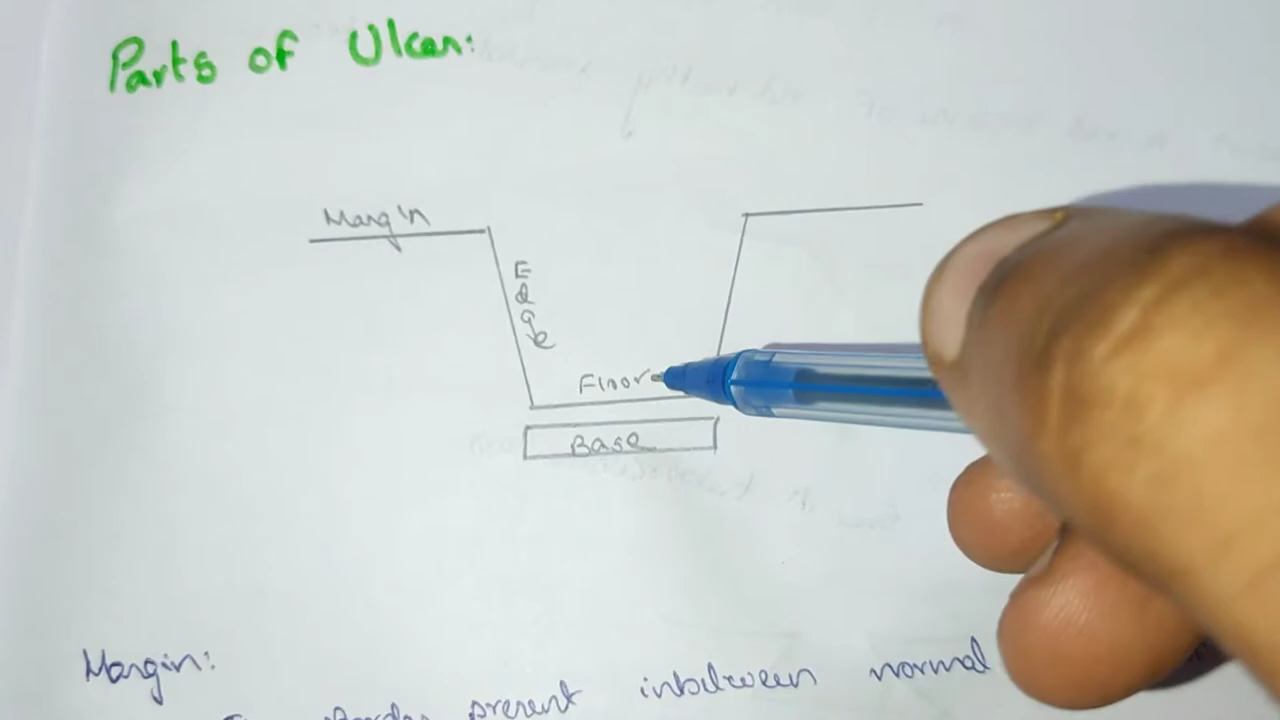 Parts of Ulcer:
Margin
Edge
Floor
Base
Margin:
present inbetween normal